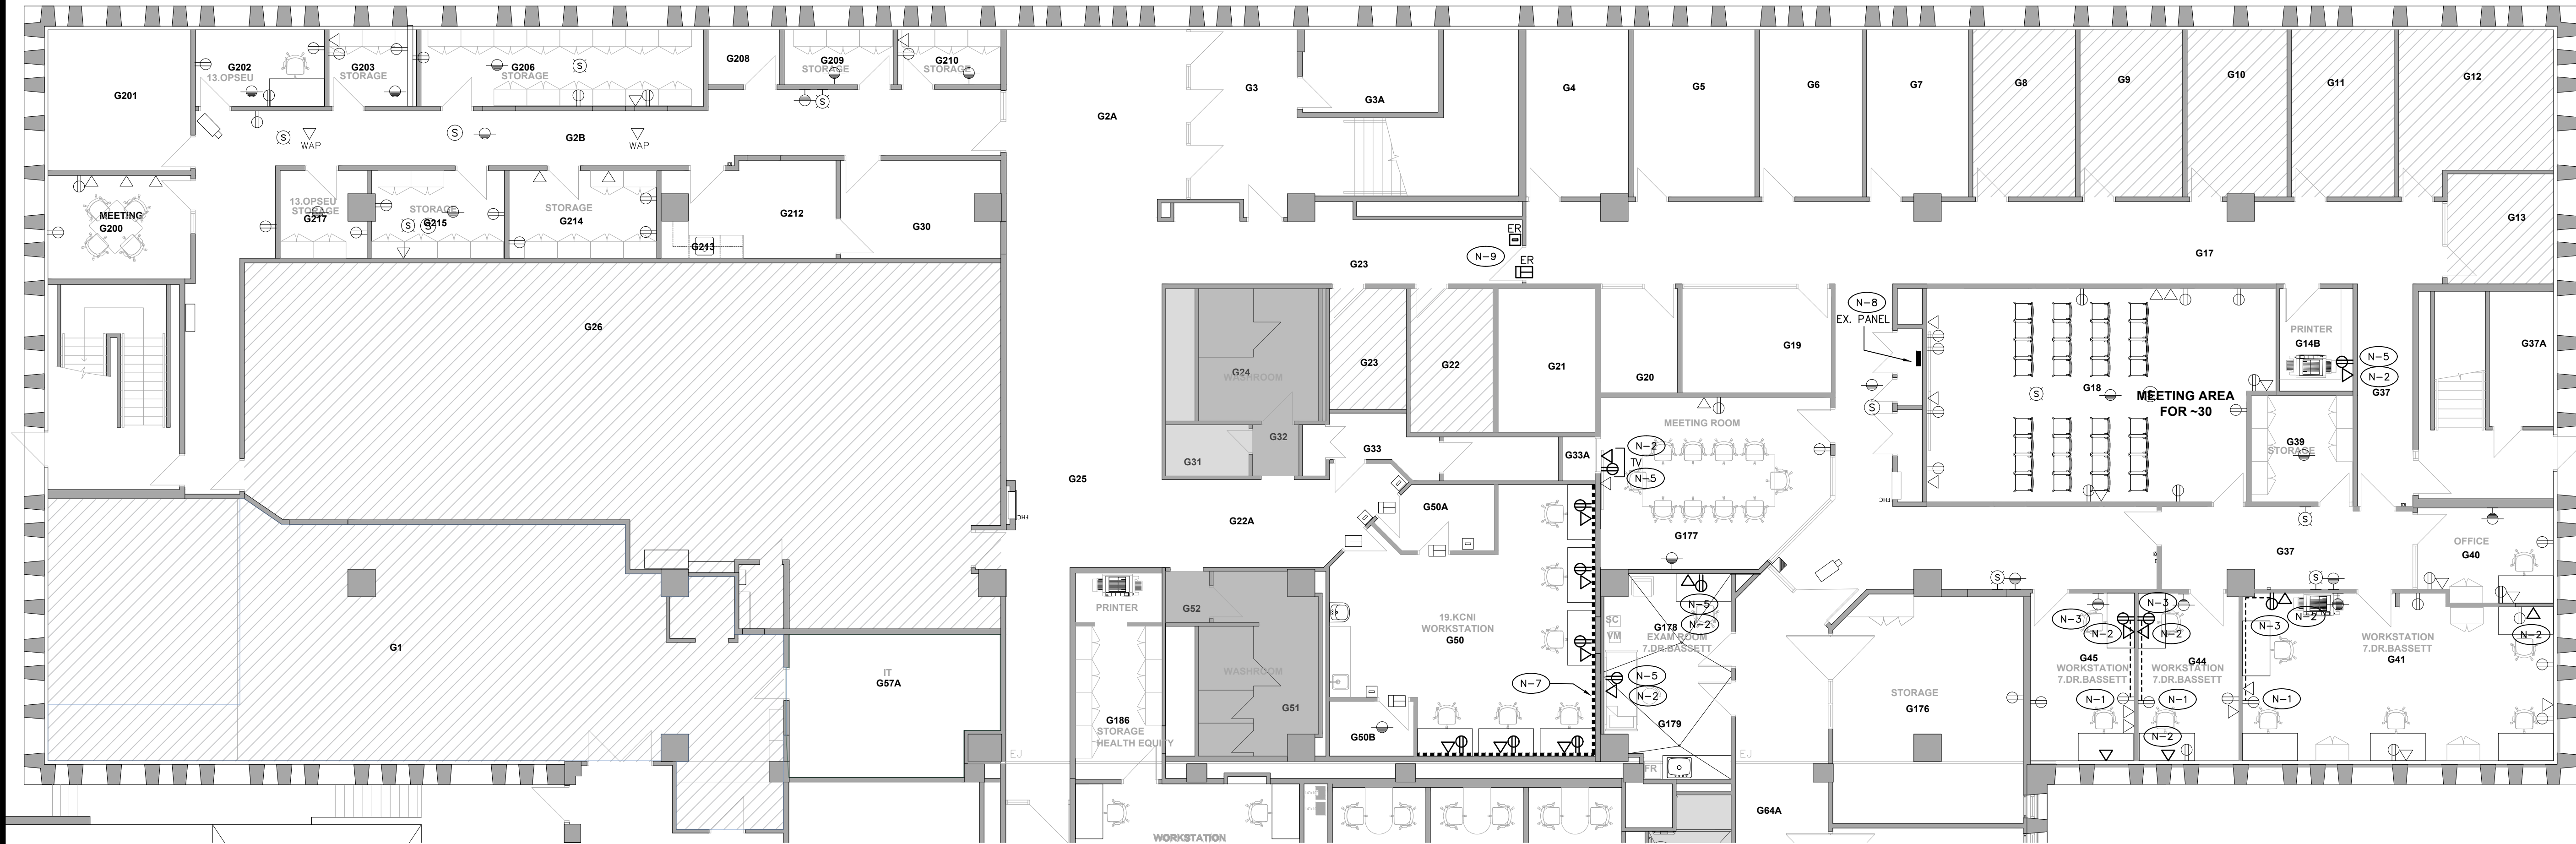 G201
G202
13.OPSEU
G203
STORAGE
G206
STORAGE
S
G208
G209
STORAGE
G210
STORAGE
S
G2A
G3
G3A
G4
G5
G6
G7
G8
G9
G10
G11
G12
S
WAP
S
G2B
WAP
MEETING
G200
13.OPSEU
STORAGE
G217
STORAGE
G215
S
S
STORAGE
G214
G213
G212
G30
G13
ER
N-9
ER
G23
G17
G26
G24
WASHROOM
G23
G22
G21
G20
G19
N-8
EX. PANEL
S
G18
S
MEETING AREA
FOR ~30
PRINTER
G14B
N-5
N-2
G37
G37A
G31
G32
G33
G33A
N-2
TV
N-5
MEETING ROOM
S
FHC
G39
STORAGE
G25
FHC
G22A
G50A
G177
S
G37
OFFICE
G40
G1
IT
G57A
PRINTER
G52
WASHROOM
G51
G186
STORAGE
HEALTH EQUITY
19.KCNI
WORKSTATION
G50
N-7
G50B
SC
VM
N-5
N-2
G178
EXAM ROOM
7.DR.BASSETT
N-5
N-2
G179
FR
STORAGE
G176
S
N-3
N-2
G45
WORKSTATION
7.DR.BASSETT
N-1
N-3
N-2
G44
WORKSTATION
7.DR.BASSETT
N-1
N-2
S
N-3
N-2
N-1
WORKSTATION
7.DR.BASSETT
G41
N-2
EJ
EJ
G64A
WORKSTATION